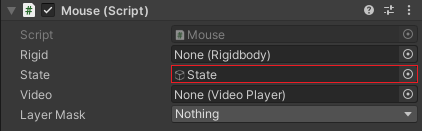 Mouse (Script)
Script Mouse
Rigid None (Rigidbody)
State State
Video None (Video Player)
Layer Mask Nothing